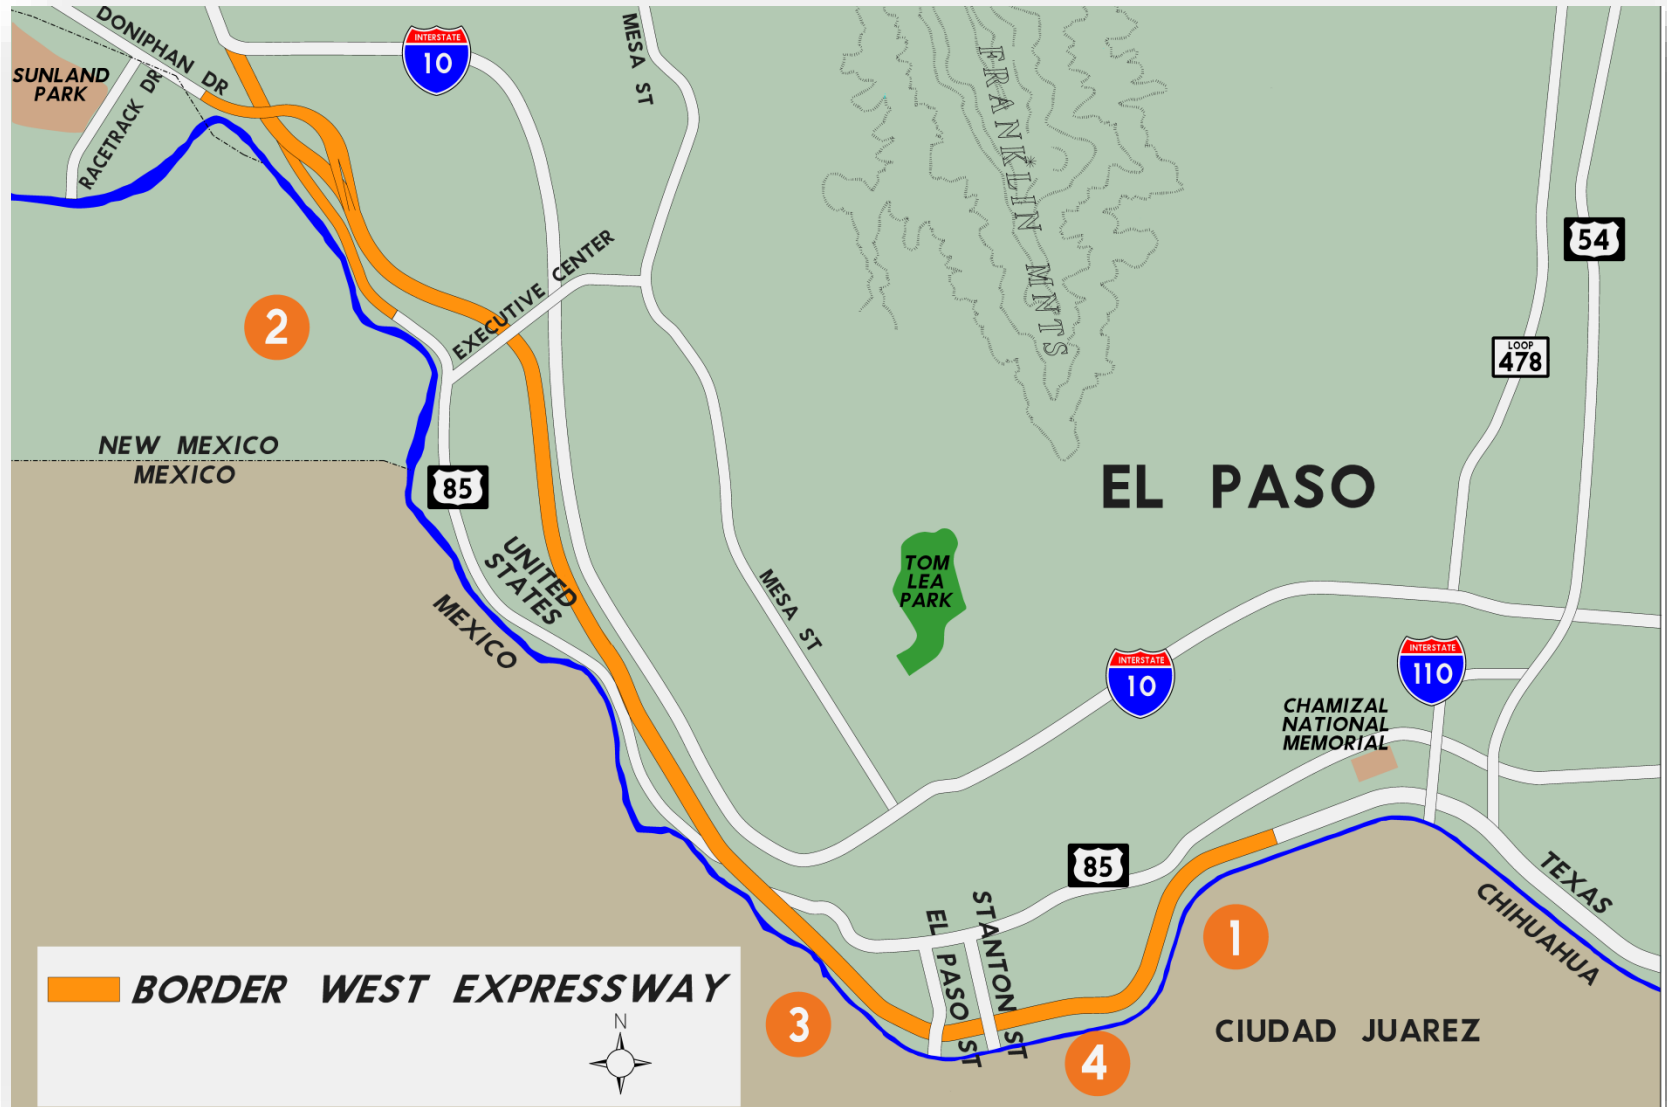 DONIPHAN DR
SUNLAND
PARK
RACETRACK DR
INTERSTATE
10
MESA ST
FRANKLIN MNTS
54
EXECUTIVE CENTER
2
LOOP
478
NEW MEXICO
MEXICO
85
EL PASO
UNITED
STATES
MEXICO
TOM
LEA
PARK
MESA ST
INTERSTATE
10
INTERSTATE
110
CHAMIZAL
NATIONAL
MEMORIAL
85
TEXAS
CHIHUAHUA
EL PASO ST
STANTON ST
1
BORDER WEST EXPRESSWAY
N
3
4
CIUDAD JUAREZ